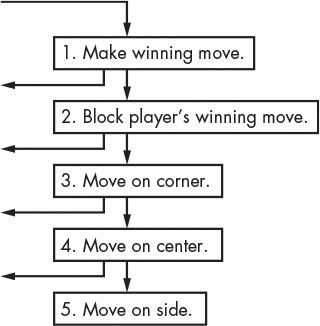 1. Make winning move.
2. Block player's winning move.
3. Move on corner.
4. Move on center.
5. Move on side.